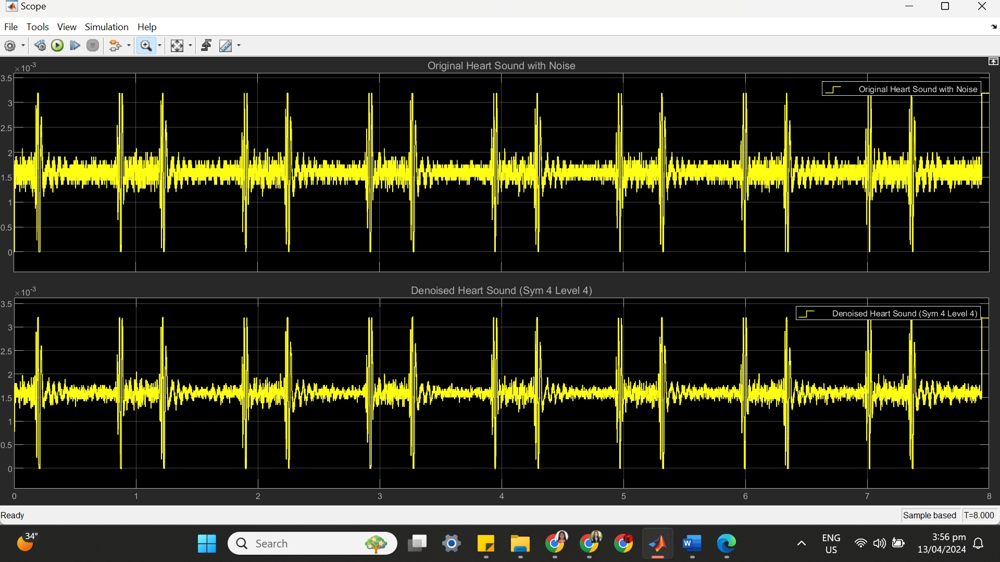 Scope
File Tools View Simulation Help
×10-3
Original Heart Sound with Noise
3.5
Original Heart Sound with Noise
3
2.5
2
1.5
1
0.5
0
×10-3
Denoised Heart Sound (Sym 4 Level 4)
3.5
Denoised Heart Sound (Sym 4 Level 4)
3
2.5
2
1.5
1
0.5
0
0 1 2 3 4 5 6 7 8
Ready Sample based T=8.000
34°
Search
W
ENG
US
3:56 pm
13/04/2024